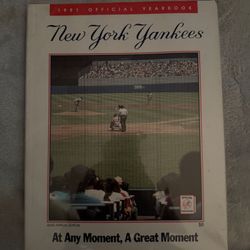 1987 OFFICIAL YEARBOOK
New York Yankees
At Any Moment, A Great Moment